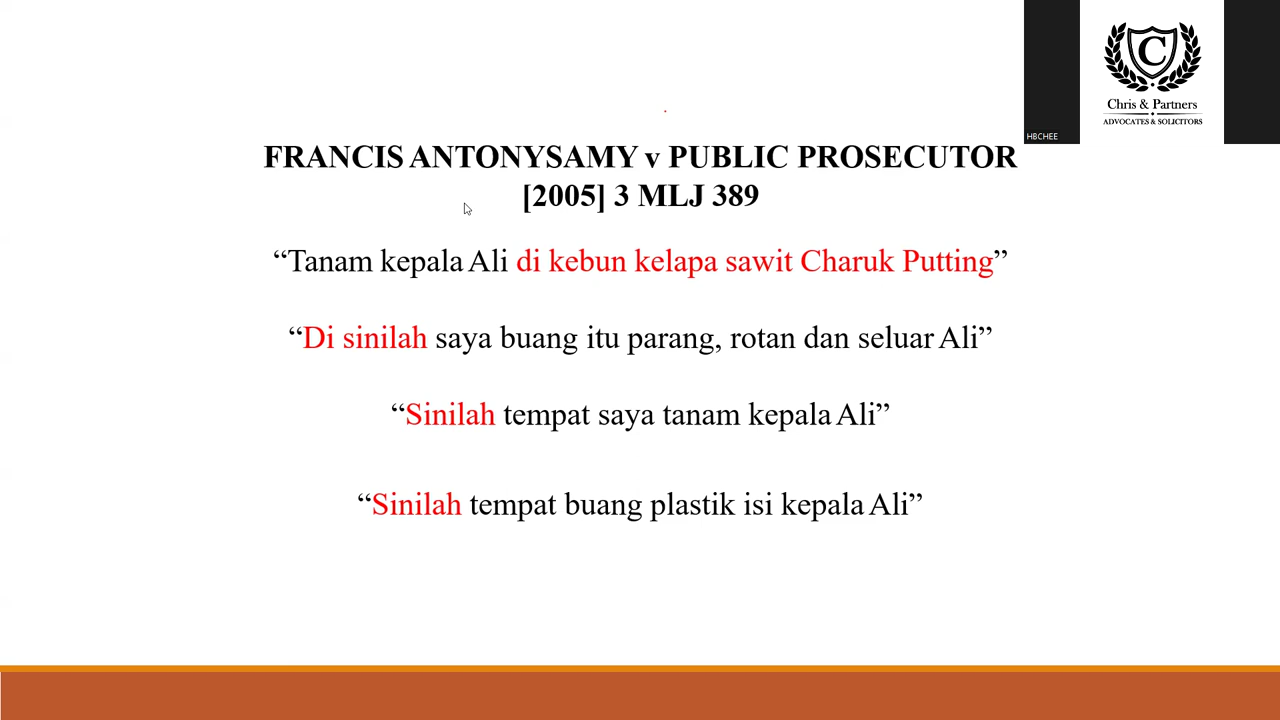 C
Chris & Partners
ADVOCATES & SOLICITORS
HBCHEE
FRANCIS ANTONYSAMY v PUBLIC PROSECUTOR
[2005] 3 MLJ 389
“Tanam kepala Ali di kebun kelapa sawit Charuk Putting”
“Di sinilah saya buang itu parang, rotan dan seluar Ali”
“Sinilah tempat saya tanam kepala Ali”
“Sinilah tempat buang plastik isi kepala Ali”